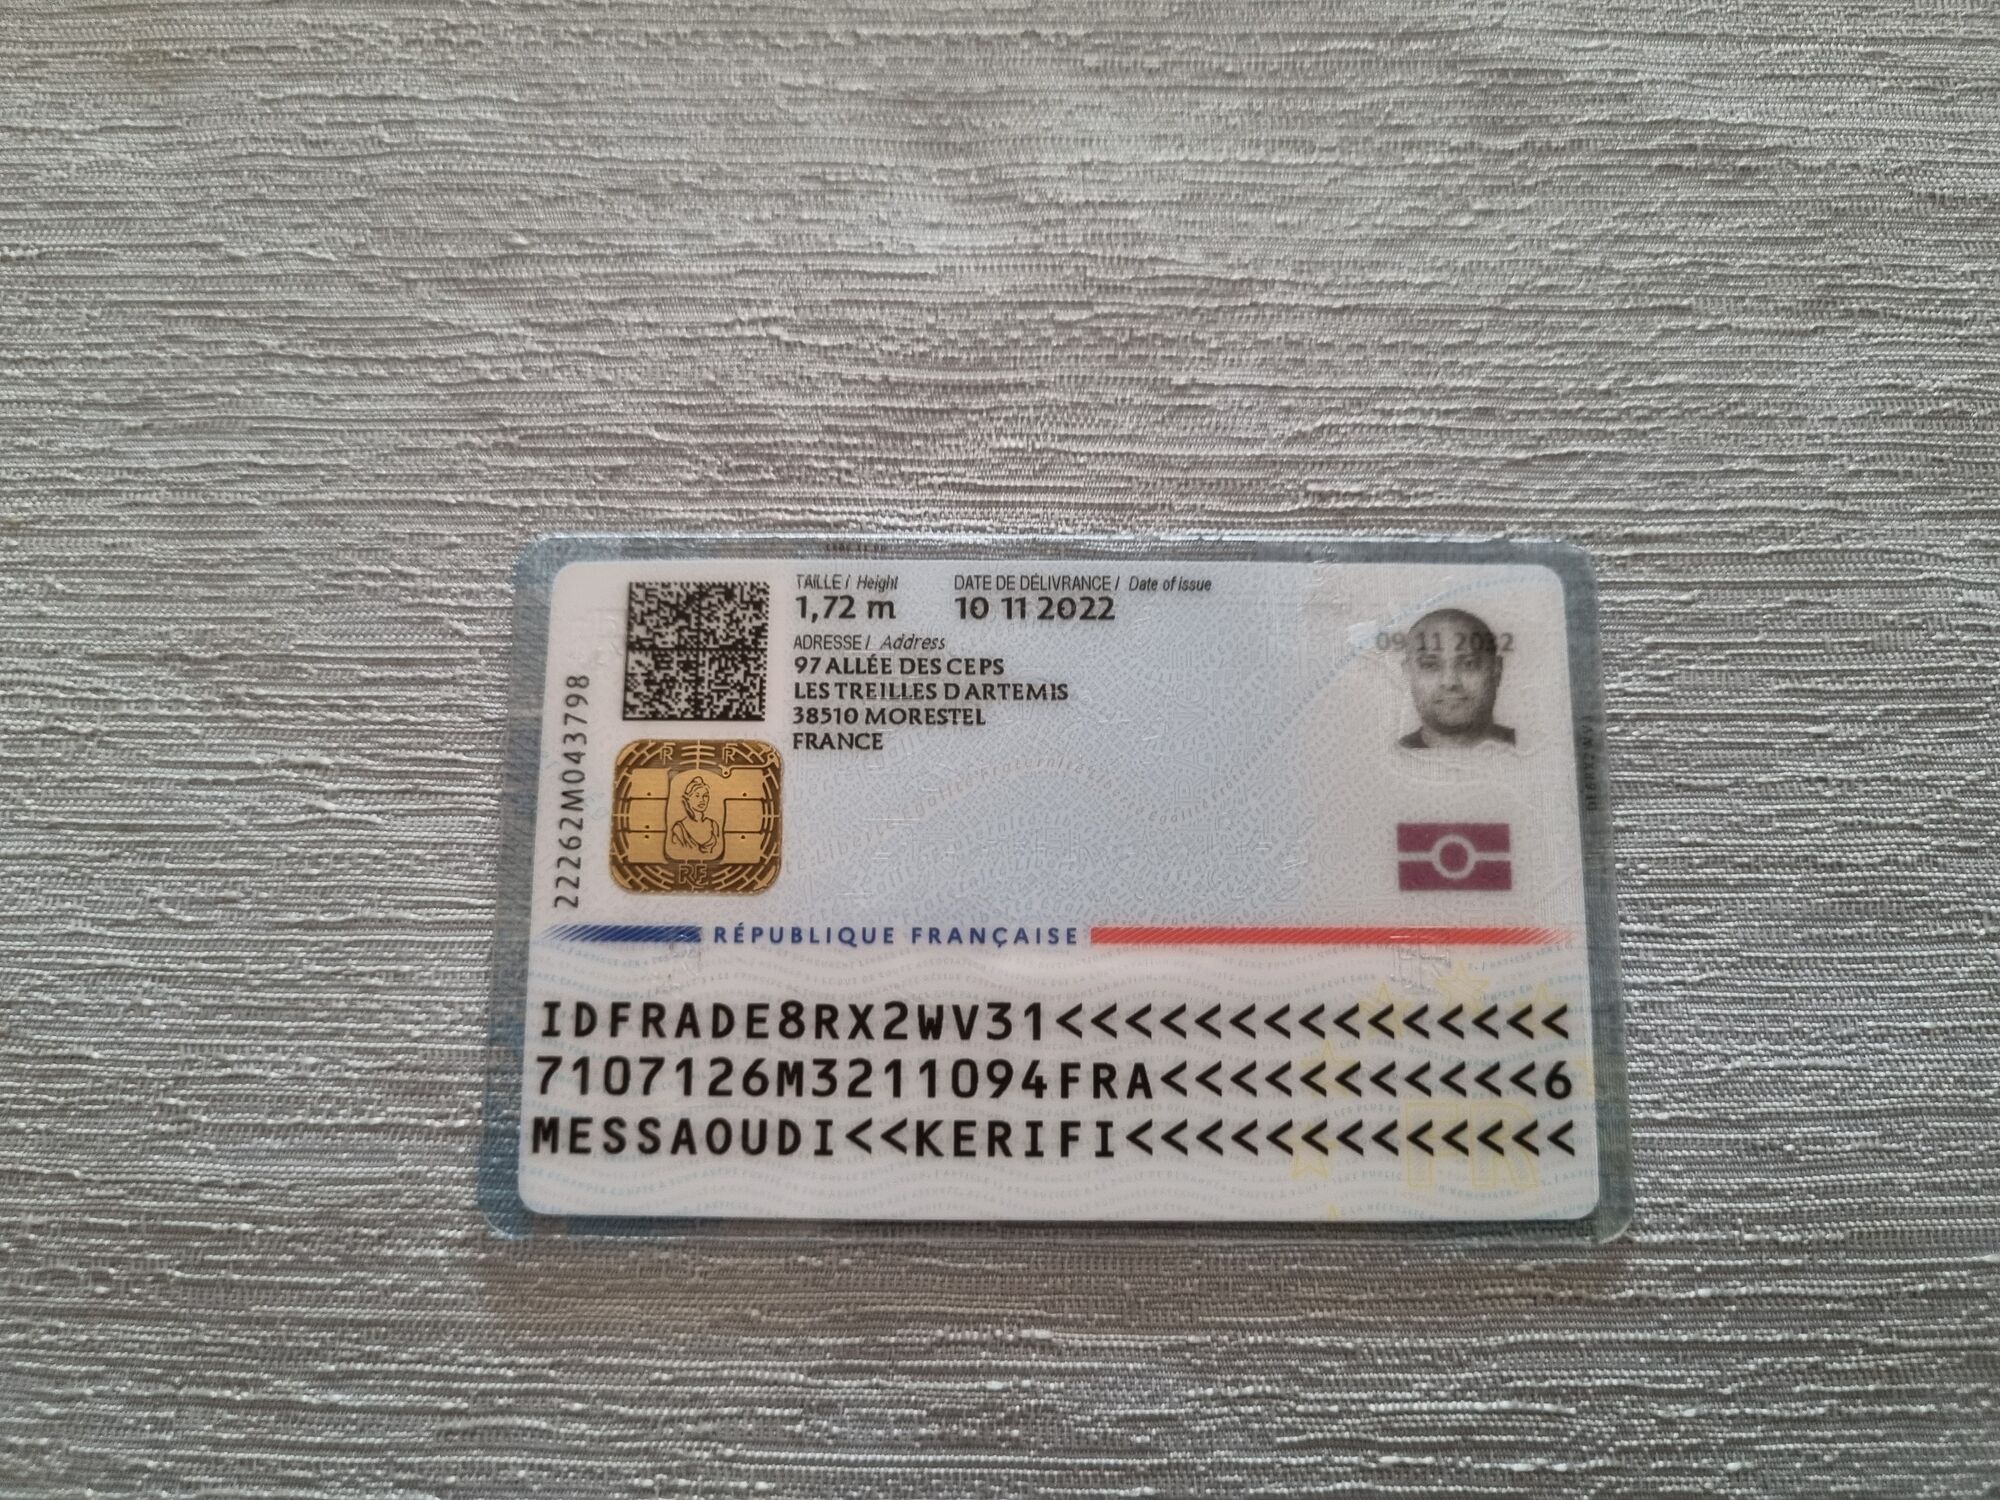 TAILLE / Height DATE DE DÉLIVRANCE / Date of issue
1,72 m 10 11 2022
ADRESSE / Address
97 ALLÉE DES CEPS
LES TREILLES D ARTEMIS
38510 MORESTEL
FRANCE
09 11 2032
22262M043798
RÉPUBLIQUE FRANÇAISE
IDFRADE8RX2WV31<<<<<<<<<<<<<<<
7107126M3211094FRA<<<<<<<<<<<6
MESSAOUDI<<KERIFI<<<<<<<<<<<<<